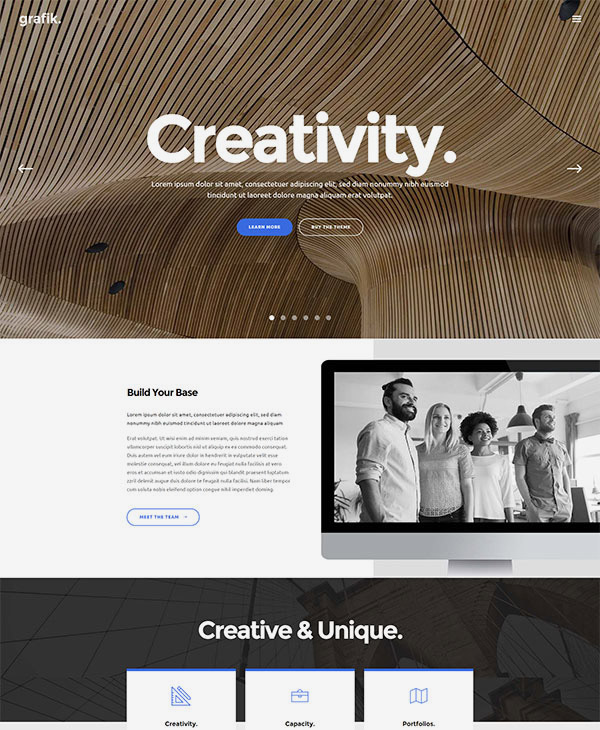 grafik.
Creativity.
Lorem ipsum dolor sit amet, consectetuer adipiscing elit, sed diam nonummy nibh euismod
tincidunt ut laoreet dolore magna aliquam erat volutpat.
LEARN MORE
BUY THE THEME
Build Your Base
Lorem ipsum dolor sit amet, consectetuer adipiscing elit, sed
diam nonummy nibh euismod tincidunt ut laoreet dolore magna aliquam
Erat volutpat. Ut wisi enim ad minim veniam, quis nostrud exerci tation
ullamcorper suscipit lobortis nisl ut aliquip ex ea commodo consequat.
Duis autem vel eum iriure dolor in hendrerit in vulputate velit esse
molestie consequat, vel illum dolore eu feugiat nulla facilisis at vero
eros et accumsan et iusto odio dignissim qui blandit praesent luptatum
zzril delenit augue duis dolore te feugait nulla facilisi. Nam liber tempor
cum soluta nobis eleifend option congue nihil imperdiet doming.
MEET THE TEAM →
Creative & Unique.
Creativity.
Capacity.
Portfolios.